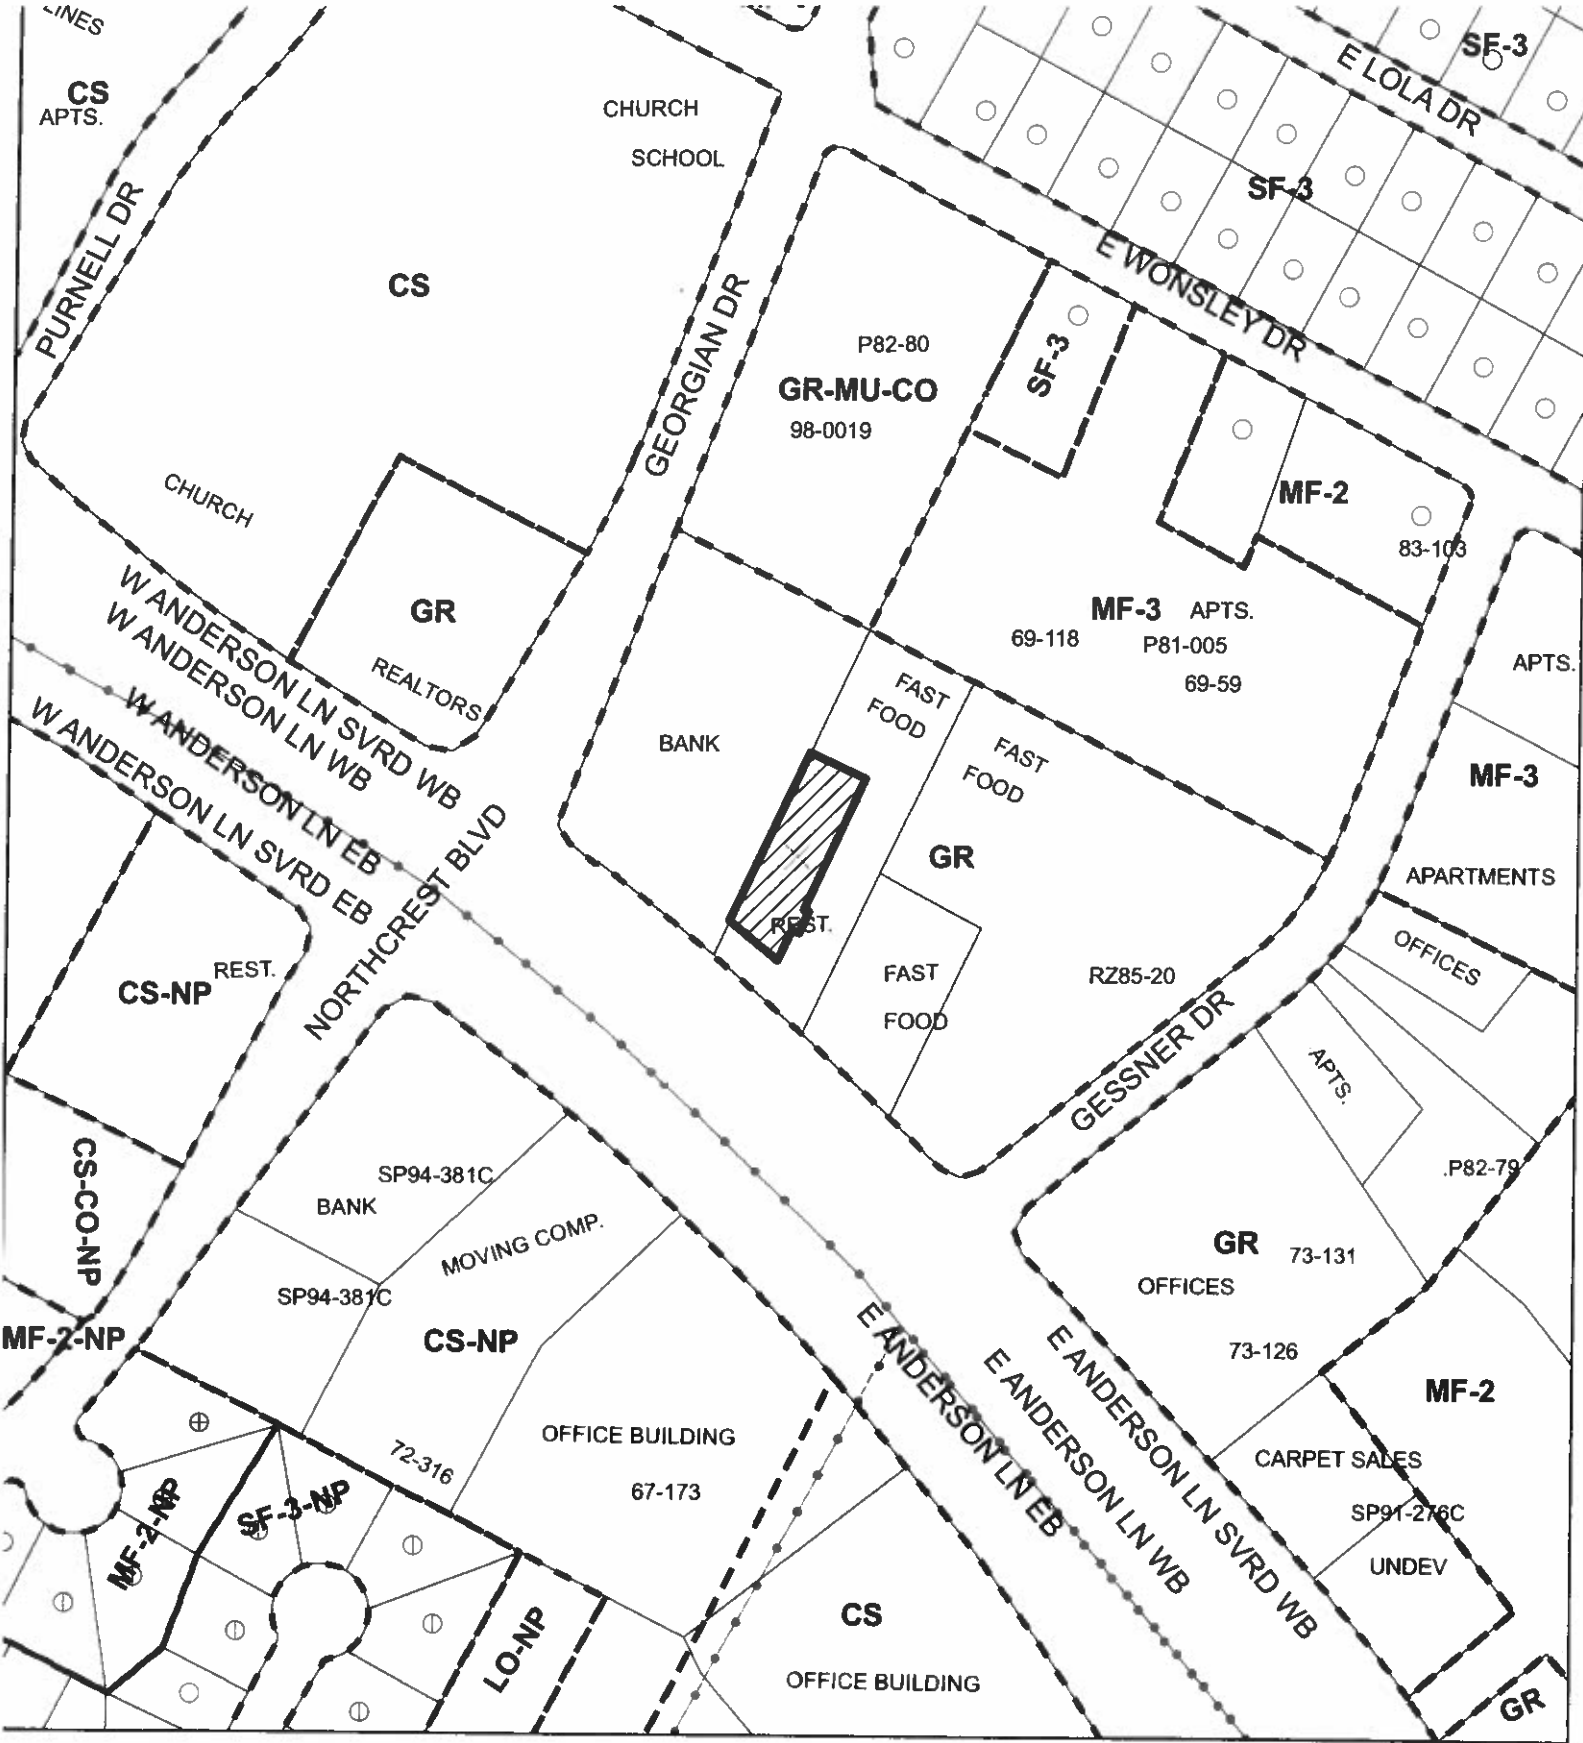 LINES
CS
APTS.
CHURCH
SCHOOL
SF-3
E LOLA DR
SF-3
PURNELL DR
CS
GEORGIAN DR
E WONSLEY DR
P82-80
GR-MU-CO
98-0019
SF-3
MF-2
83-103
CHURCH
GR
REALTORS
MF-3
APTS.
69-118
P81-005
69-59
APTS.
MF-3
APARTMENTS
W ANDERSON LN SVRD WB
W ANDERSON LN WB
W ANDERSON LN EB
W ANDERSON LN SVRD EB
NORTHCREST BLVD
BANK
FAST
FOOD
FAST
FOOD
GR
REST.
FAST
FOOD
RZ85-20
OFFICES
GESSNER DR
APTS.
CS-NP
REST.
CS-CO-NP
MF-2-NP
SP94-381C
BANK
MOVING COMP.
SP94-381C
CS-NP
.P82-79
GR
73-131
OFFICES
73-126
MF-2
E ANDERSON LN EB
E ANDERSON LN WB
E ANDERSON LN SVRD WB
OFFICE BUILDING
72-316
67-173
CARPET SALES
SP91-276C
UNDEV
MF-2-NP
SF-3-NP
LO-NP
CS
OFFICE BUILDING
GR